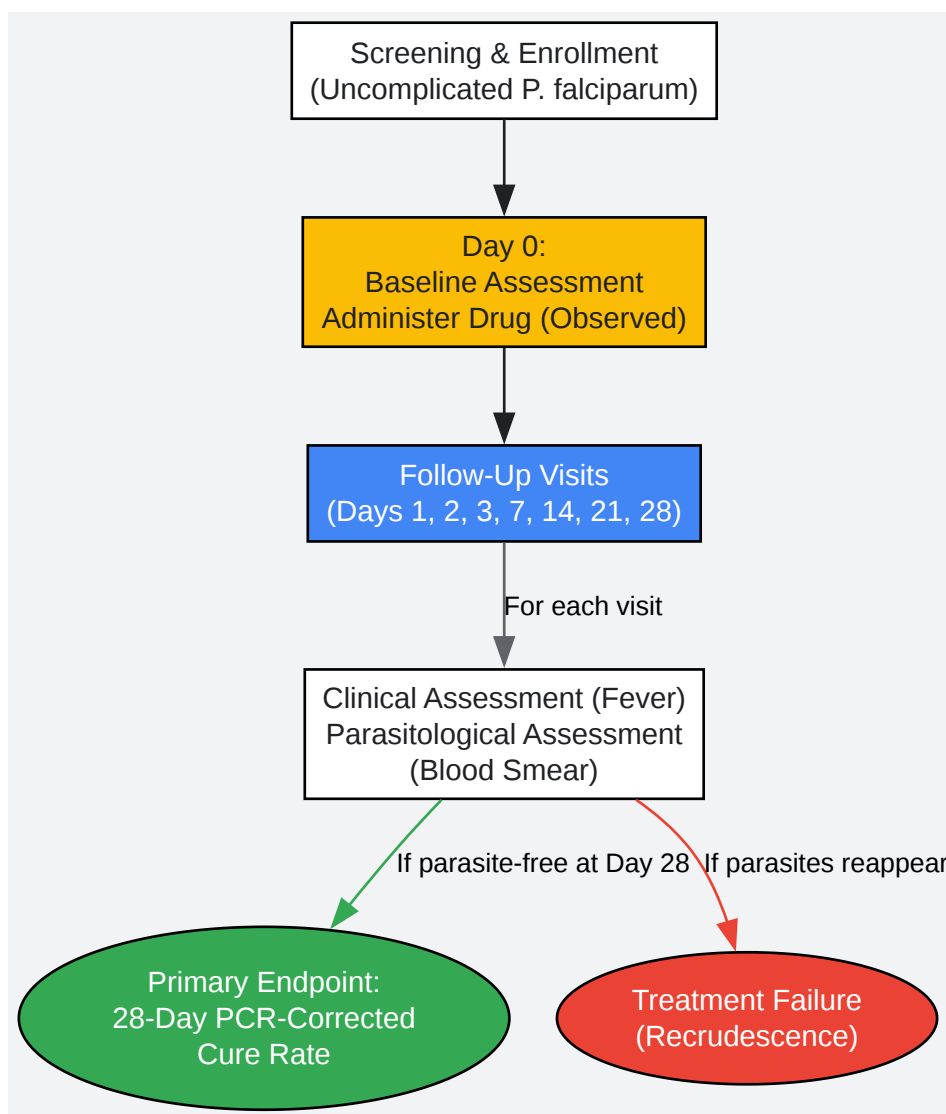 Screening & Enrollment
(Uncomplicated P. falciparum)
Day 0:
Baseline Assessment
Administer Drug (Observed)
Follow-Up Visits
(Days 1, 2, 3, 7, 14, 21, 28)
For each visit
Clinical Assessment (Fever)
Parasitological Assessment
(Blood Smear)
If parasite-free at Day 28
If parasites reappear
Primary Endpoint:
28-Day PCR-Corrected
Cure Rate
Treatment Failure
(Recrudescence)